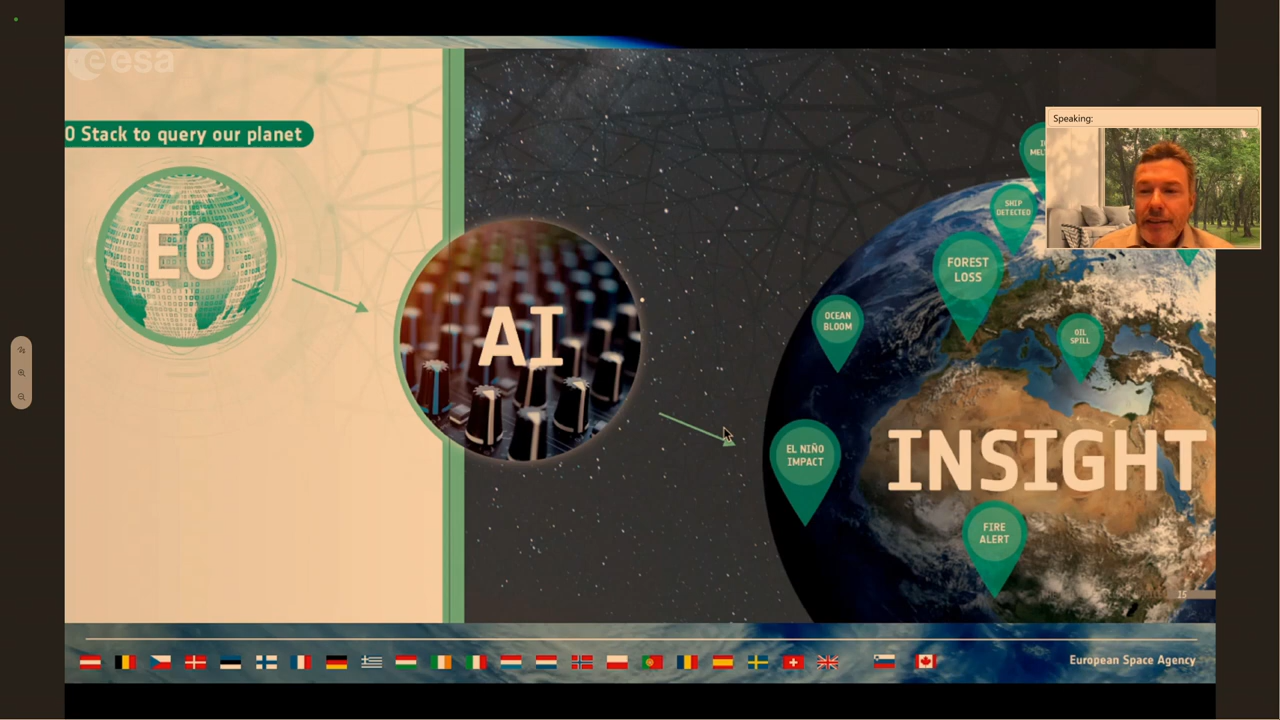 esa
0 Stack to query our planet
EO
AI
Speaking:
SHIP
DETECTED
FOREST
LOSS
OCEAN
BLOOM
OIL
SPILL
EL NIÑO
IMPACT
INSIGHT
FIRE
ALERT
15
European Space Agency